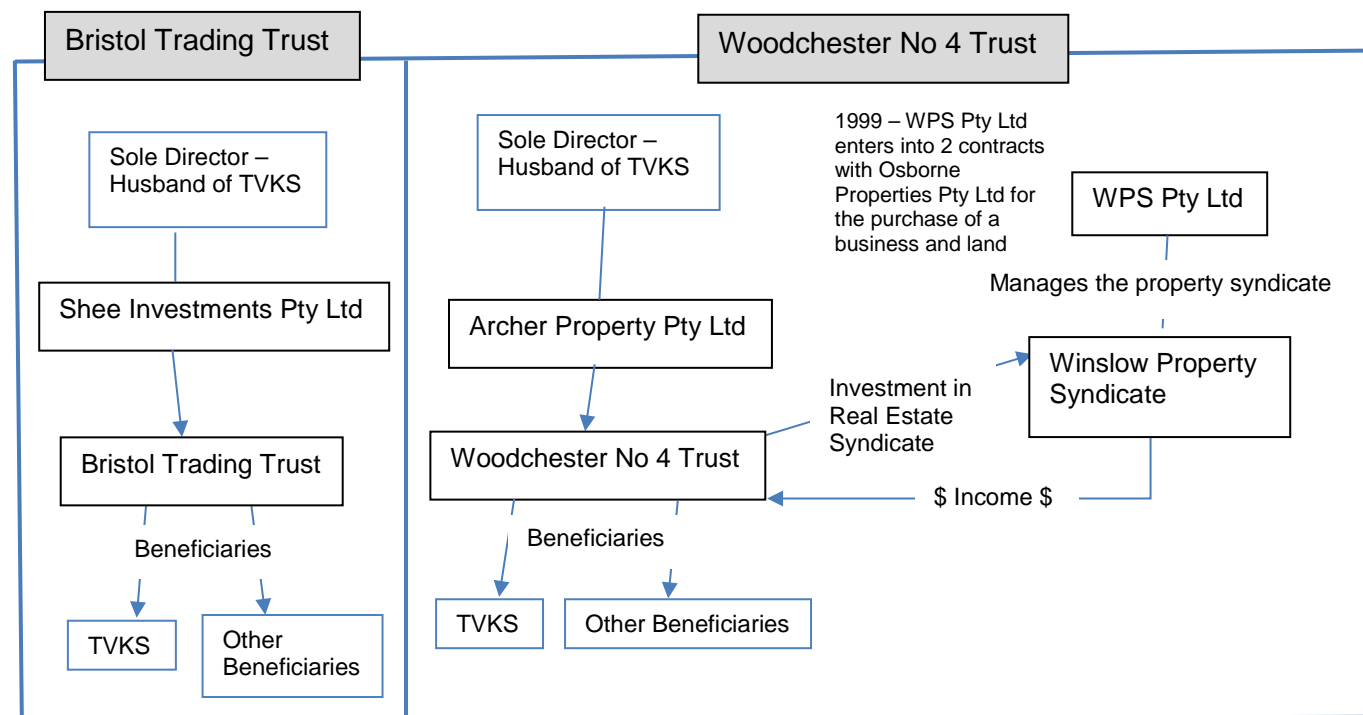 Bristol Trading Trust
Sole Director –
Husband of TVKS
Shee Investments Pty Ltd
Bristol Trading Trust
Beneficiaries
TVKS
Other
Beneficiaries
Woodchester No 4 Trust
Sole Director –
Husband of TVKS
1999 – WPS Pty Ltd
enters into 2 contracts
with Osborne
Properties Pty Ltd for
the purchase of a
business and land
WPS Pty Ltd
Manages the property syndicate
Archer Property Pty Ltd
Winslow Property
Syndicate
Investment in
Real Estate
Syndicate
Woodchester No 4 Trust
$ Income $
Beneficiaries
TVKS
Other Beneficiaries